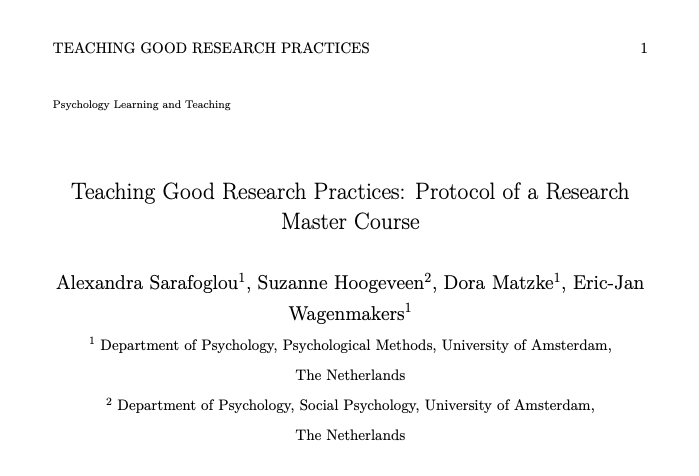 TEACHING GOOD RESEARCH PRACTICES 1
Psychology Learning and Teaching
Teaching Good Research Practices: Protocol of a Research
Master Course
Alexandra Sarafoglou¹, Suzanne Hoogeveen², Dora Matzke¹, Eric-Jan
Wagenmakers¹
¹ Department of Psychology, Psychological Methods, University of Amsterdam,
The Netherlands
² Department of Psychology, Social Psychology, University of Amsterdam,
The Netherlands